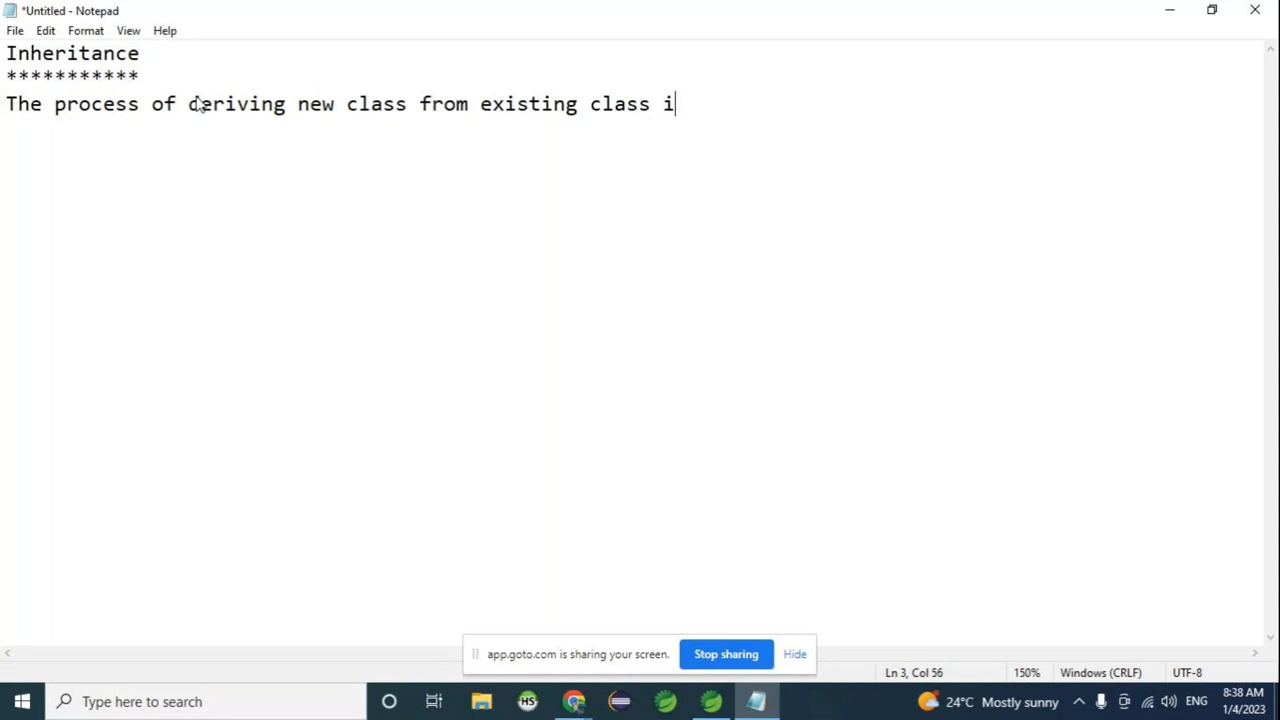 *Untitled - Notepad
File Edit Format View Help
Inheritance
***********
The process of deriving new class from existing class i
app.goto.com is sharing your screen. Stop sharing Hide
Ln 3, Col 56 150% Windows (CRLF) UTF-8
Type here to search HS 24°C Mostly sunny ENG 8:38 AM
1/4/2023